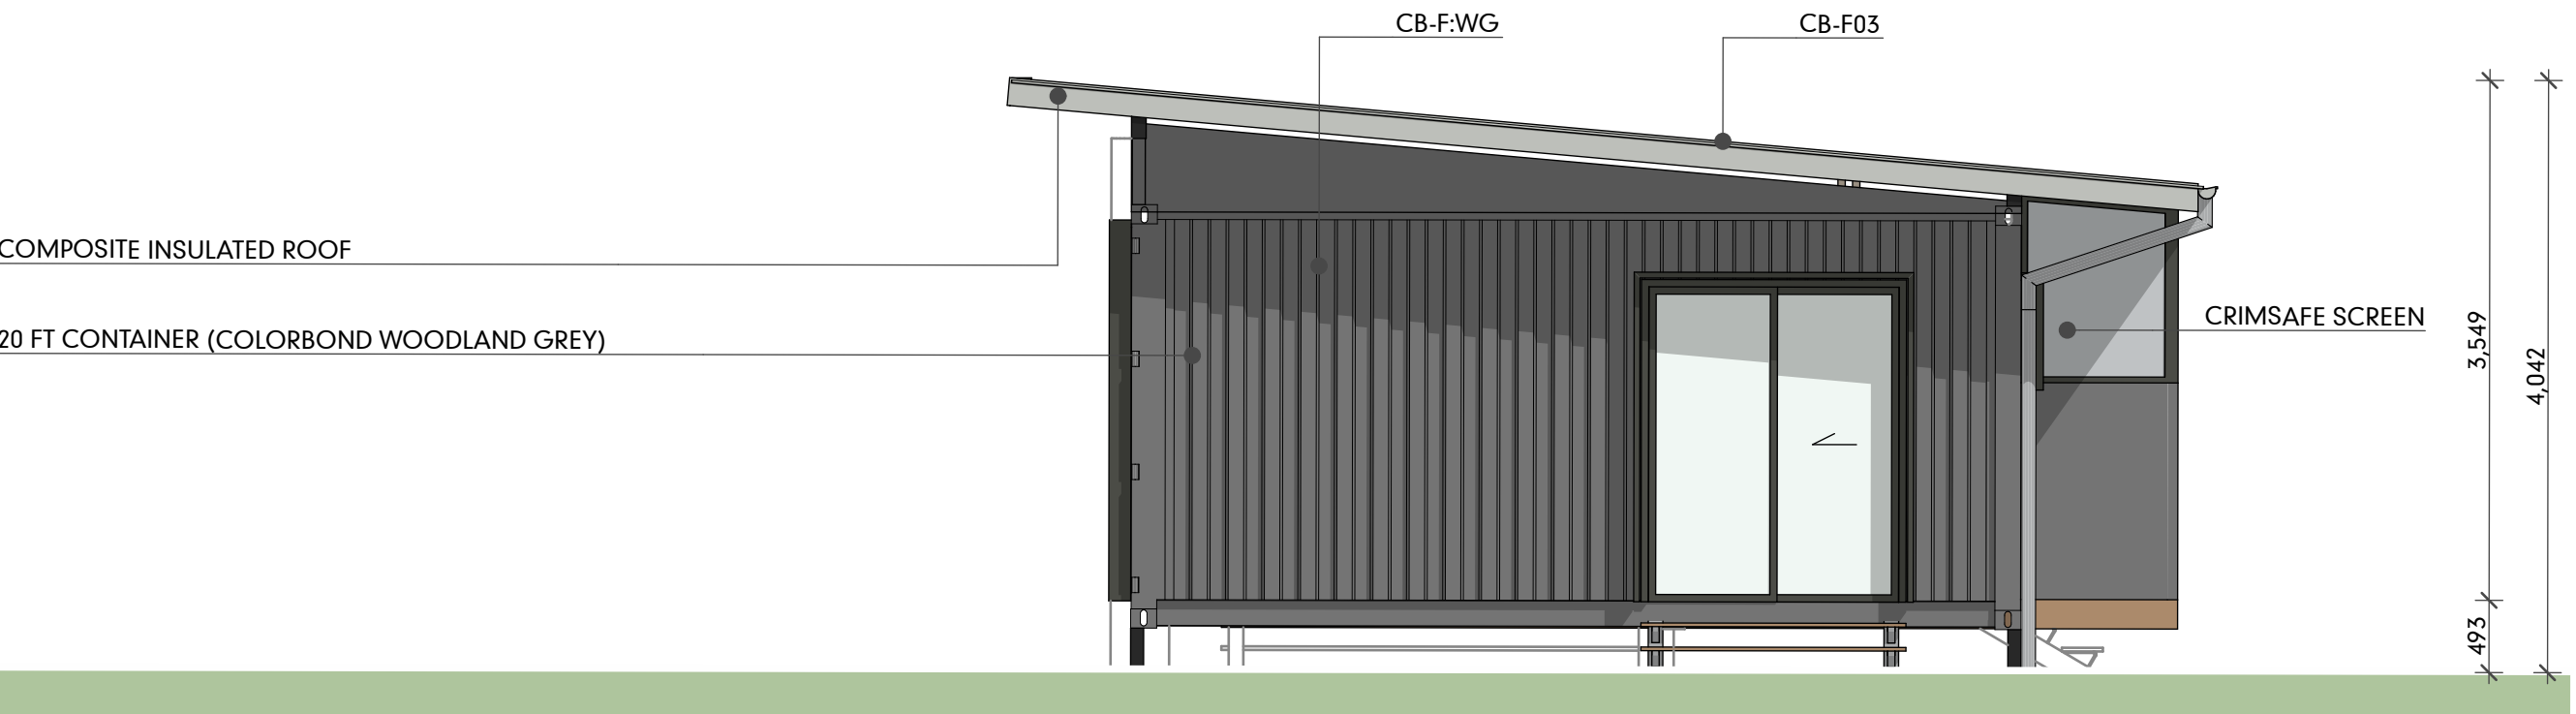 CB-F:WG
CB-F03
COMPOSITE INSULATED ROOF
20 FT CONTAINER (COLORBOND WOODLAND GREY)
CRIMSAFE SCREEN
3,549
4,042
493